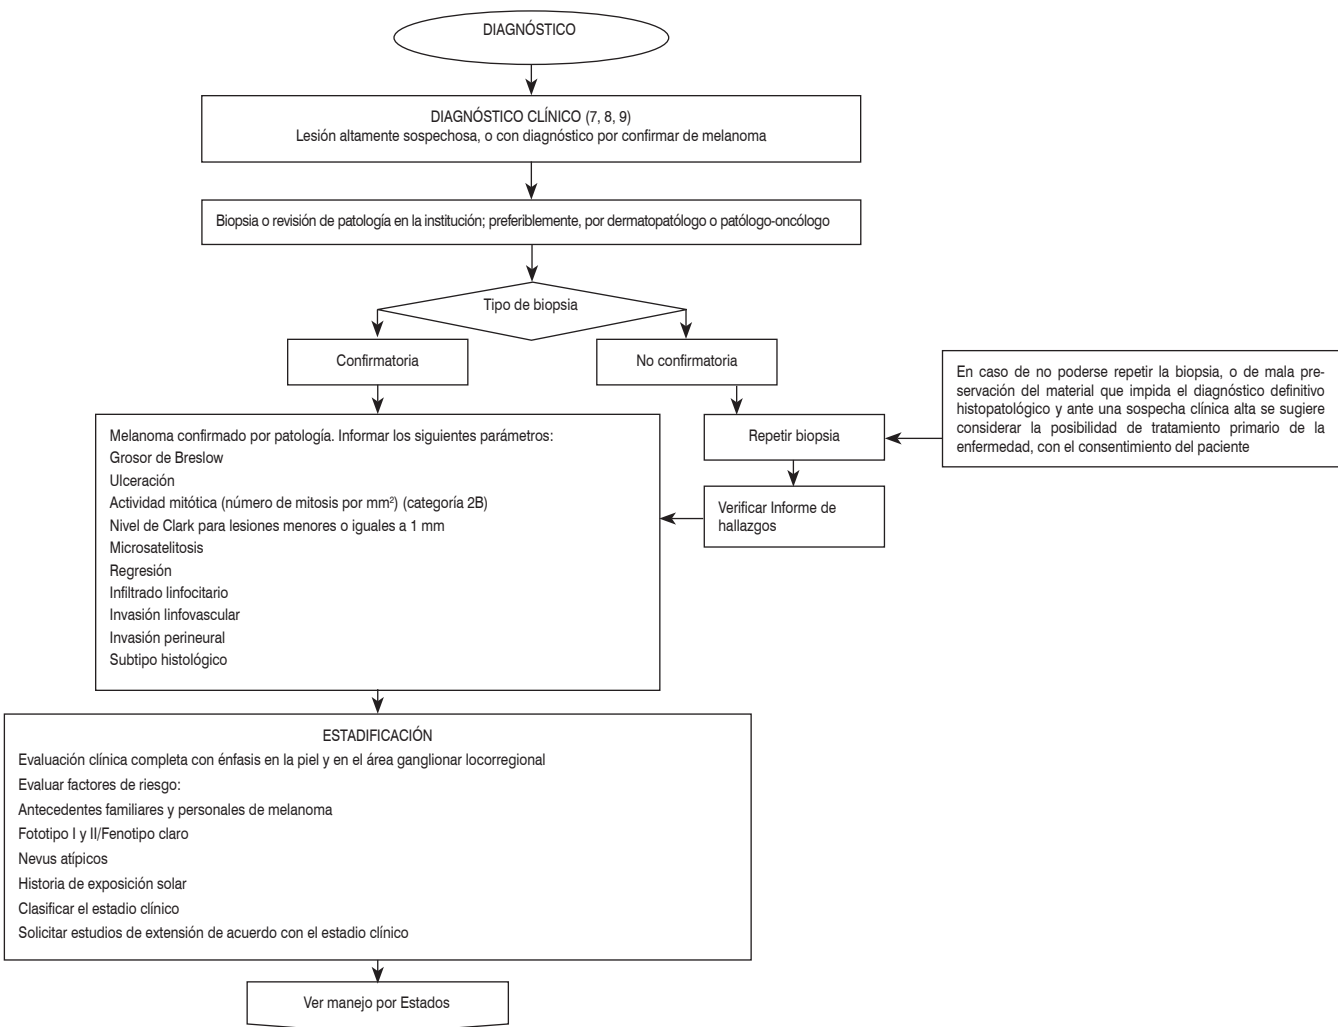 DIAGNÓSTICO
DIAGNÓSTICO CLÍNICO (7, 8, 9)
Lesión altamente sospechosa, o con diagnóstico por confirmar de melanoma
Biopsia o revisión de patología en la institución; preferiblemente, por dermatopatólogo o patólogo-oncólogo
Tipo de biopsia
Confirmatoria
No confirmatoria
En caso de no poderse repetir la biopsia, o de mala pre-
servación del material que impida el diagnóstico definitivo
histopatológico y ante una sospecha clínica alta se sugiere
considerar la posibilidad de tratamiento primario de la
enfermedad, con el consentimiento del paciente
Repetir biopsia
Verificar Informe de
hallazgos
Melanoma confirmado por patología. Informar los siguientes parámetros:
Grosor de Breslow
Ulceración
Actividad mitótica (número de mitosis por mm²) (categoría 2B)
Nivel de Clark para lesiones menores o iguales a 1 mm
Microsatelitosis
Regresión
Infiltrado linfocitario
Invasión linfovascular
Invasión perineural
Subtipo histológico
ESTADIFICACIÓN
Evaluación clínica completa con énfasis en la piel y en el área ganglionar locorregional
Evaluar factores de riesgo:
Antecedentes familiares y personales de melanoma
Fototipo I y II/Fenotipo claro
Nevus atípicos
Historia de exposición solar
Clasificar el estadio clínico
Solicitar estudios de extensión de acuerdo con el estadio clínico
Ver manejo por Estados